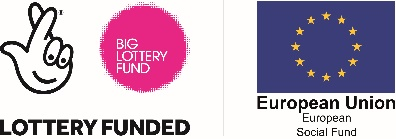 BIG
LOTTERY
FUND
LOTTERY FUNDED
European Union
European
Social Fund